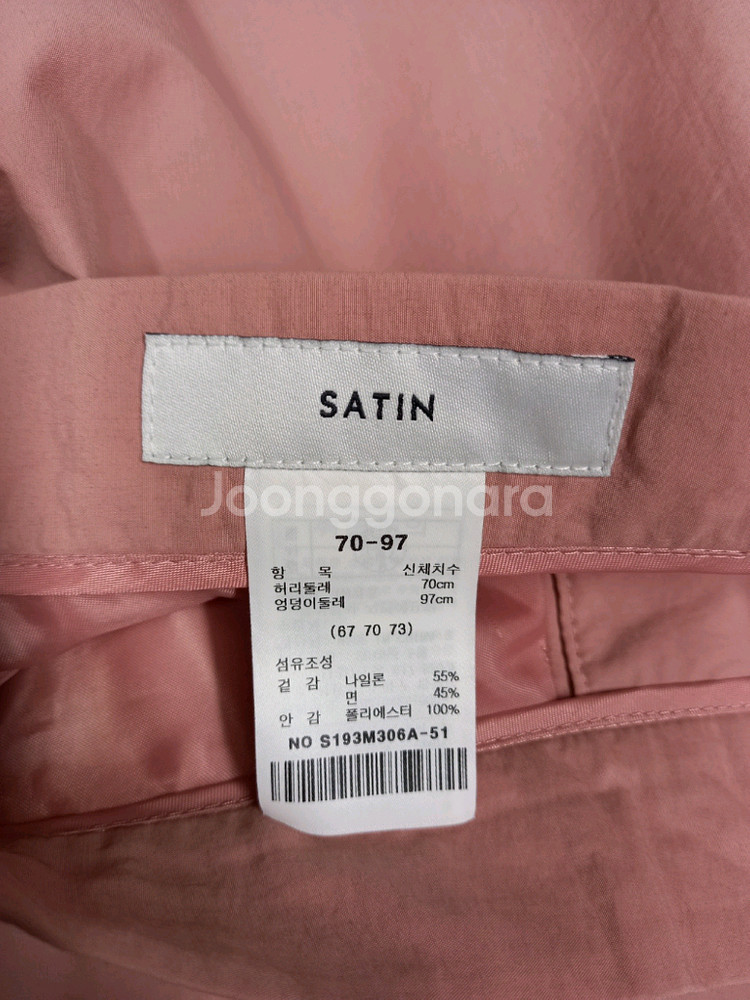 SATIN
Joonggonara
70-97
항 목 신체치수
허리둘레 70cm
엉덩이둘레 97cm
(67 70 73)
섬유조성
겉 감 나일론 55%
면 45%
안 감 폴리에스터 100%
NO S193M306A-51